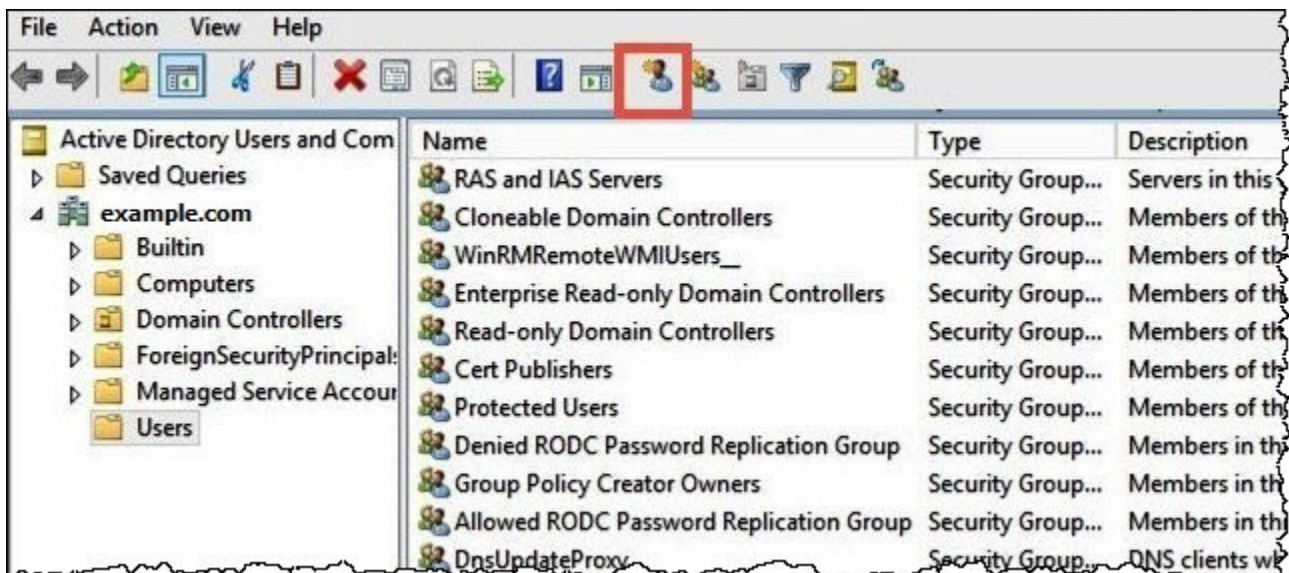 File Action View Help
Active Directory Users and Com
Name Type Description
Saved Queries
RAS and IAS Servers Security Group... Servers in this
example.com
Cloneable Domain Controllers Security Group... Members of th
Builtin
WinRMRemoteWMIUsers__ Security Group... Members of th
Computers
Enterprise Read-only Domain Controllers Security Group... Members of th
Domain Controllers
Read-only Domain Controllers Security Group... Members of th
ForeignSecurityPrincipals
Cert Publishers Security Group... Members of th
Managed Service Accour
Protected Users Security Group... Members of th
Users
Denied RODC Password Replication Group Security Group... Members in thi
Group Policy Creator Owners Security Group... Members in th
Allowed RODC Password Replication Group Security Group... Members in thi
DnsUpdateProxy Security Group... DNS clients wh